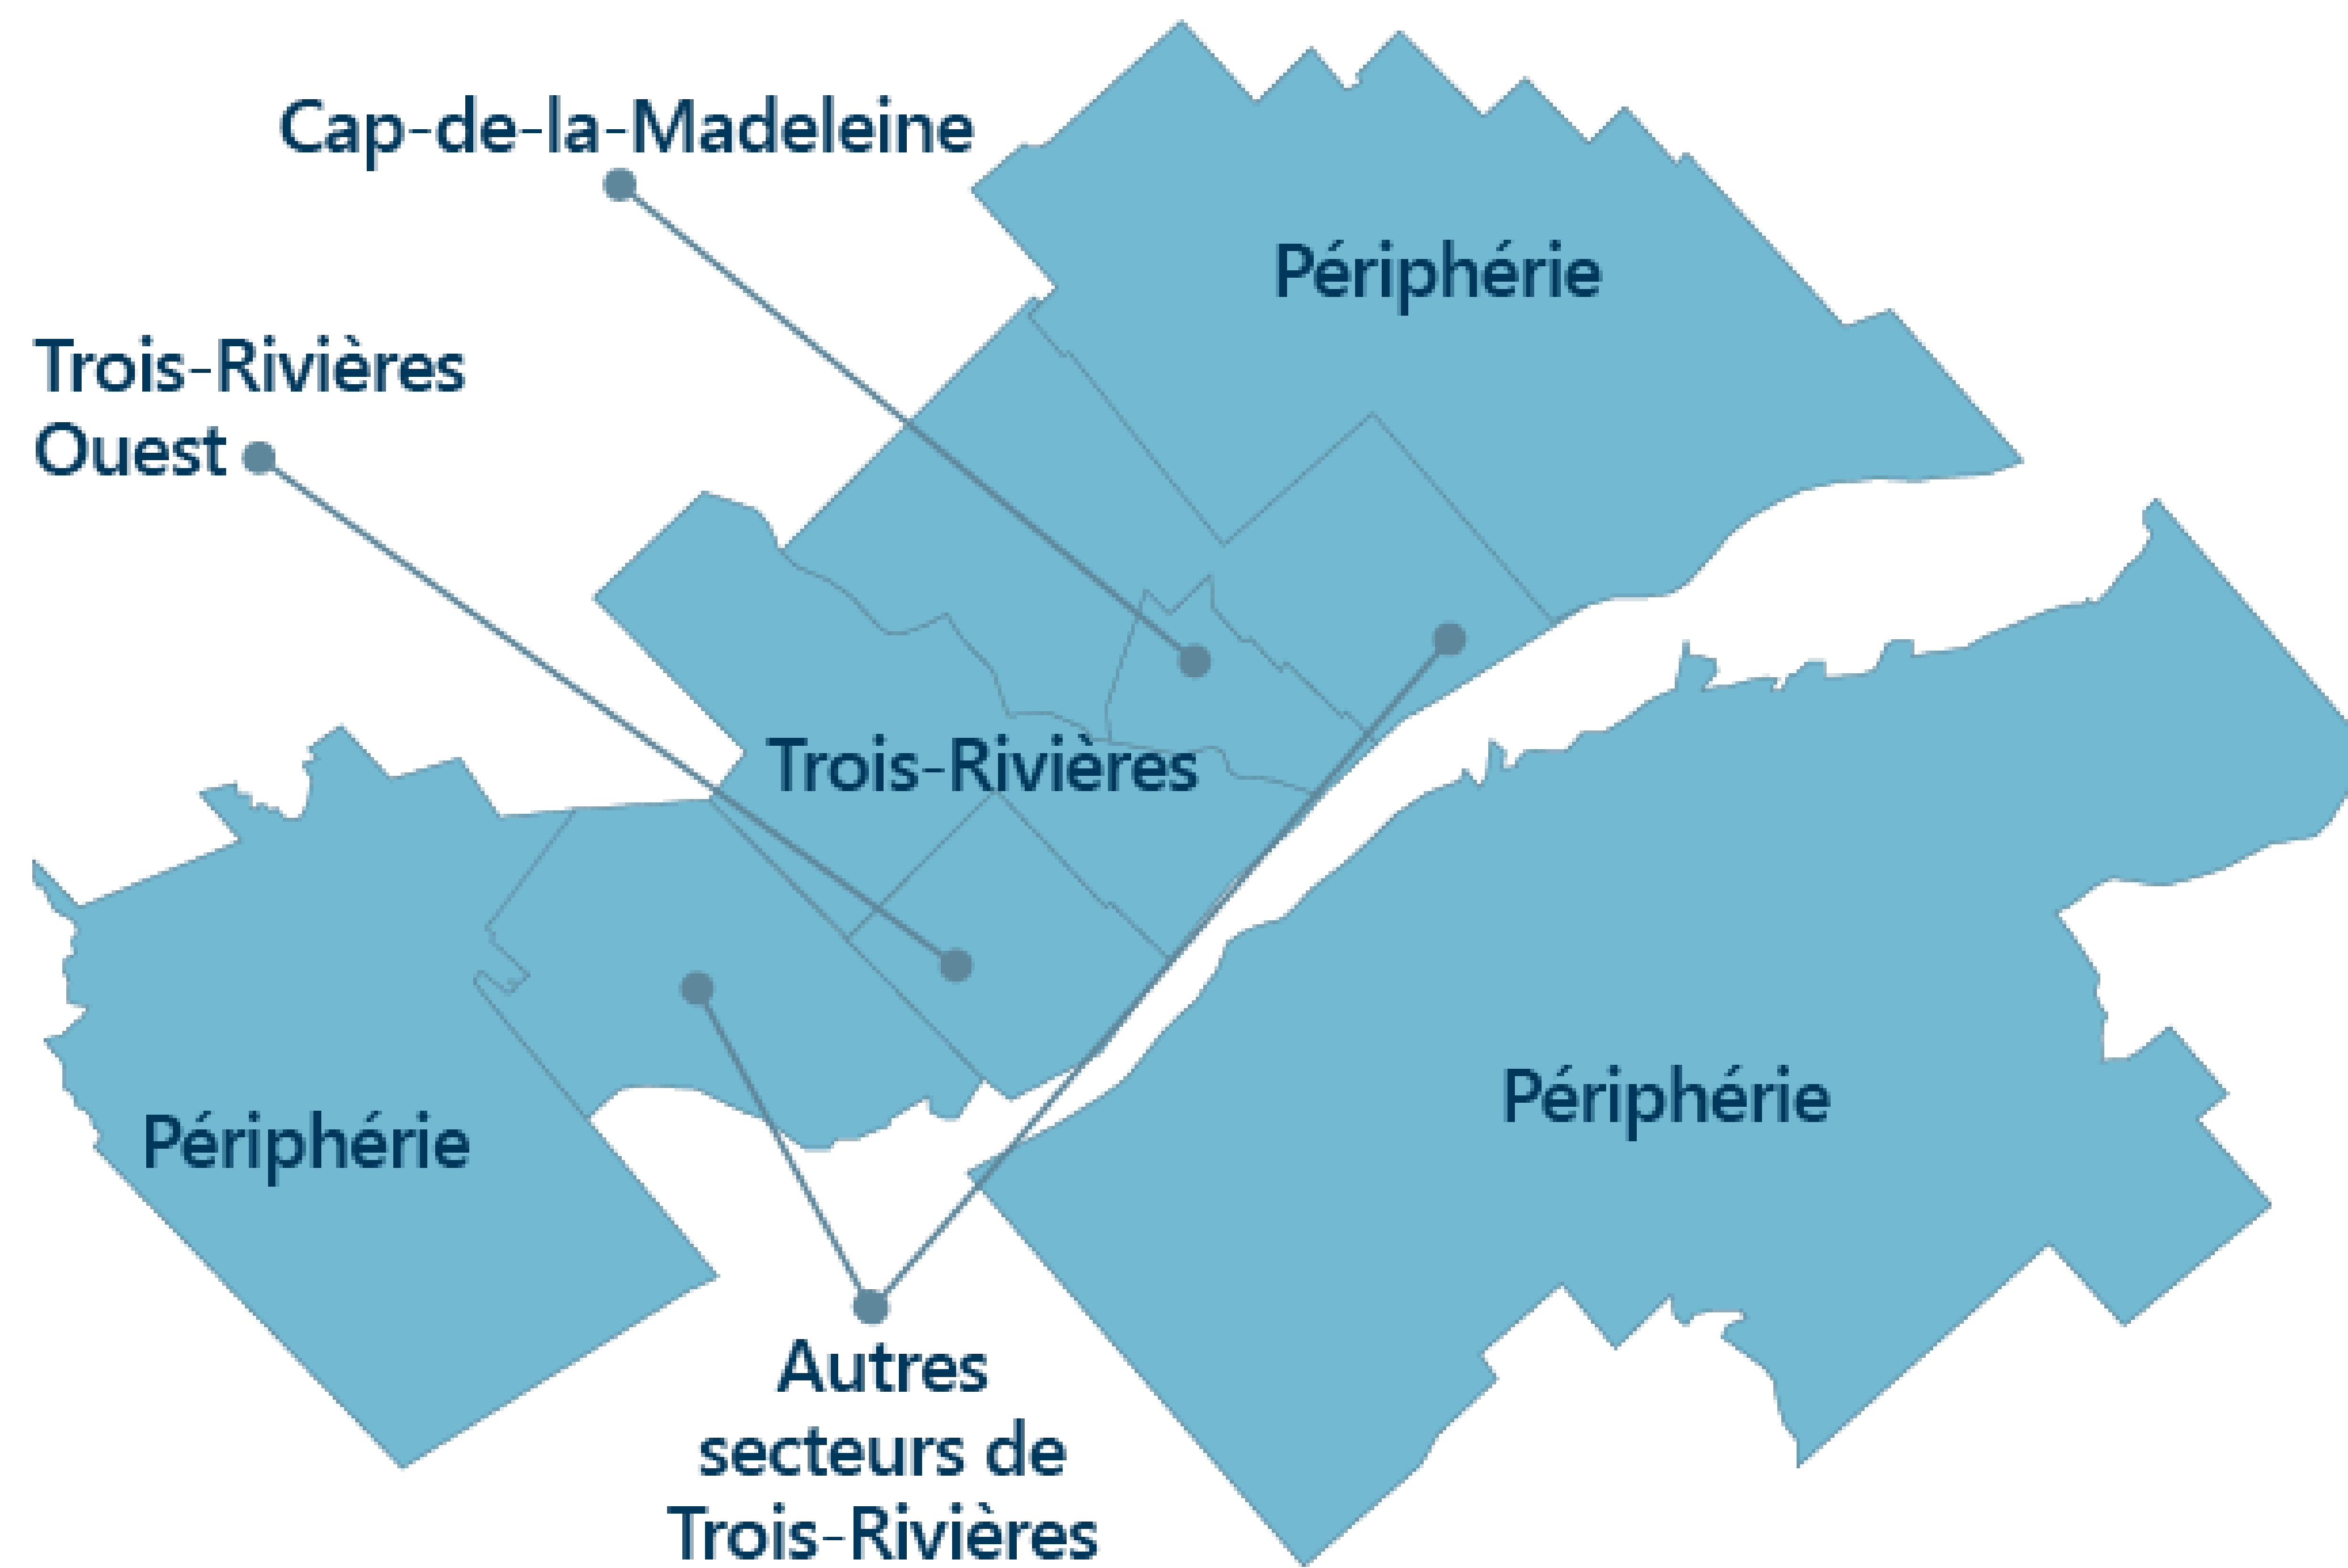 Cap-de-la-Madeleine
Périphérie
Trois-Rivières
Ouest
Trois-Rivières
Périphérie
Périphérie
Autres
secteurs de
Trois-Rivières